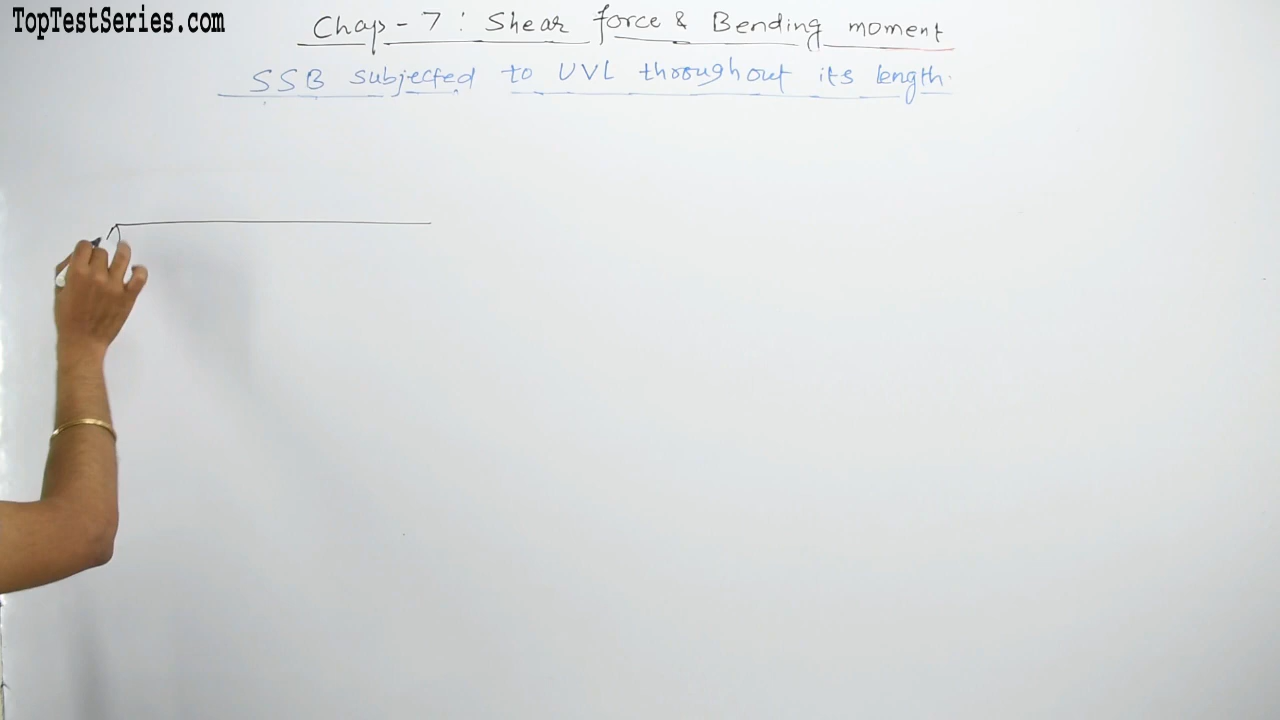 TopTestSeries.com
Chap - 7 : Shear force & Bending moment
SSB subjected to UVL throughout its length.